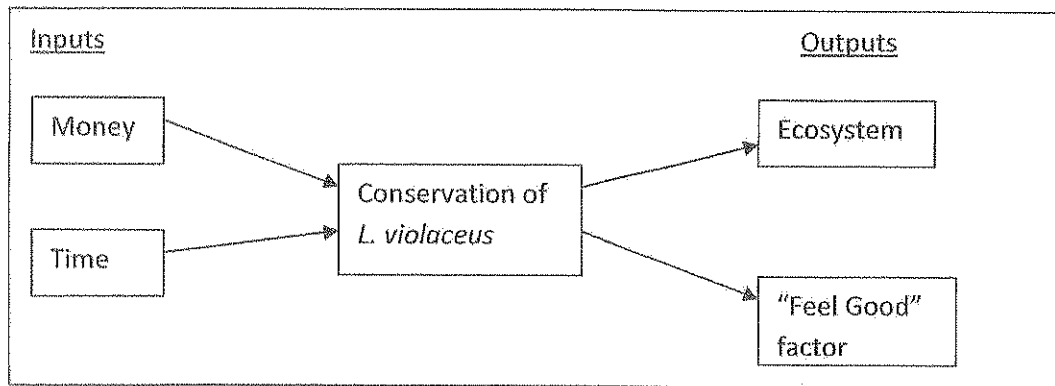 Inputs
Outputs
Money
Ecosystem
Conservation of
L. violaceus
Time
“Feel Good”
factor